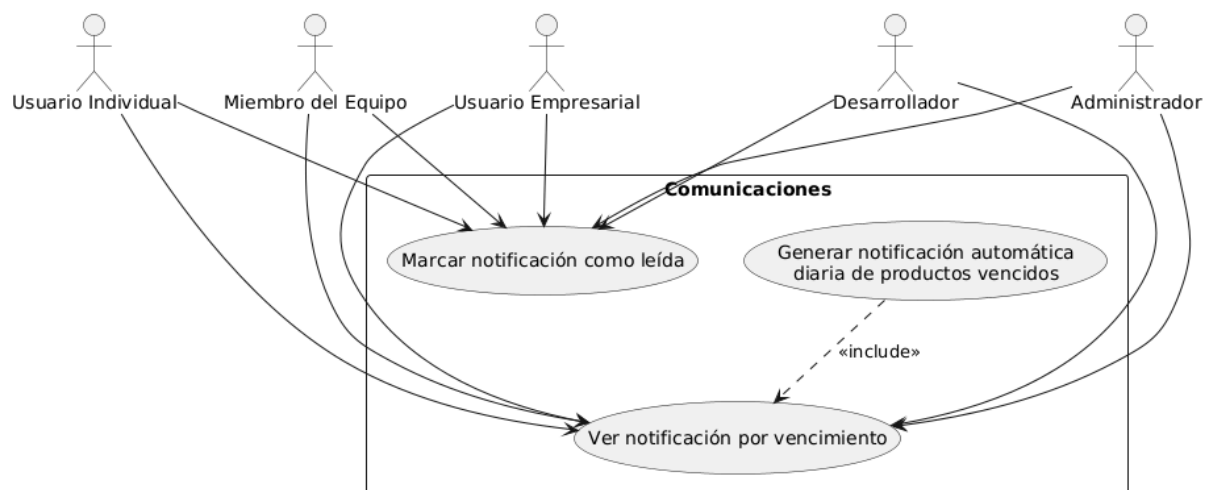 Usuario Individual
Miembro del Equipo
Usuario Empresarial
Desarrollador
Administrador
Comunicaciones
Marcar notificación como leída
Generar notificación automática
diaria de productos vencidos
«include»
Ver notificación por vencimiento